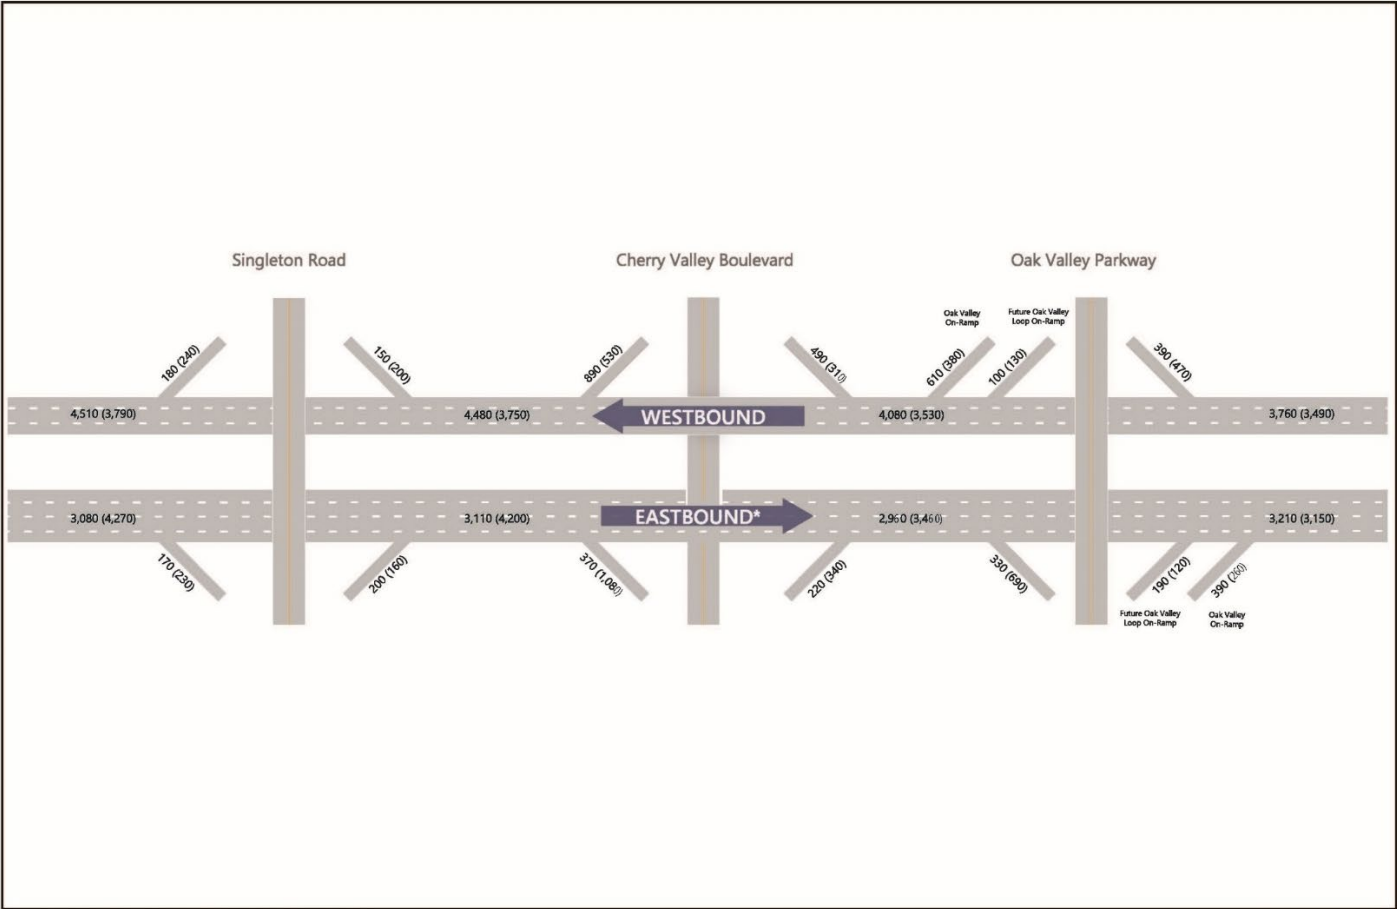 Singleton Road
Cherry Valley Boulevard
Oak Valley Parkway
Oak Valley
On-Ramp
Future Oak Valley
Loop On-Ramp
180 (240)
150 (200)
890 (530)
490 (310)
610 (380)
100 (130)
390 (470)
4,510 (3,790)
4,480 (3,750)
WESTBOUND
4,080 (3,530)
3,760 (3,490)
3,080 (4,270)
3,110 (4,200)
EASTBOUND*
2,960 (3,460)
3,210 (3,150)
170 (230)
200 (160)
370 (1,080)
220 (340)
330 (690)
190 (120)
390 (260)
Future Oak Valley
Loop On-Ramp
Oak Valley
On-Ramp